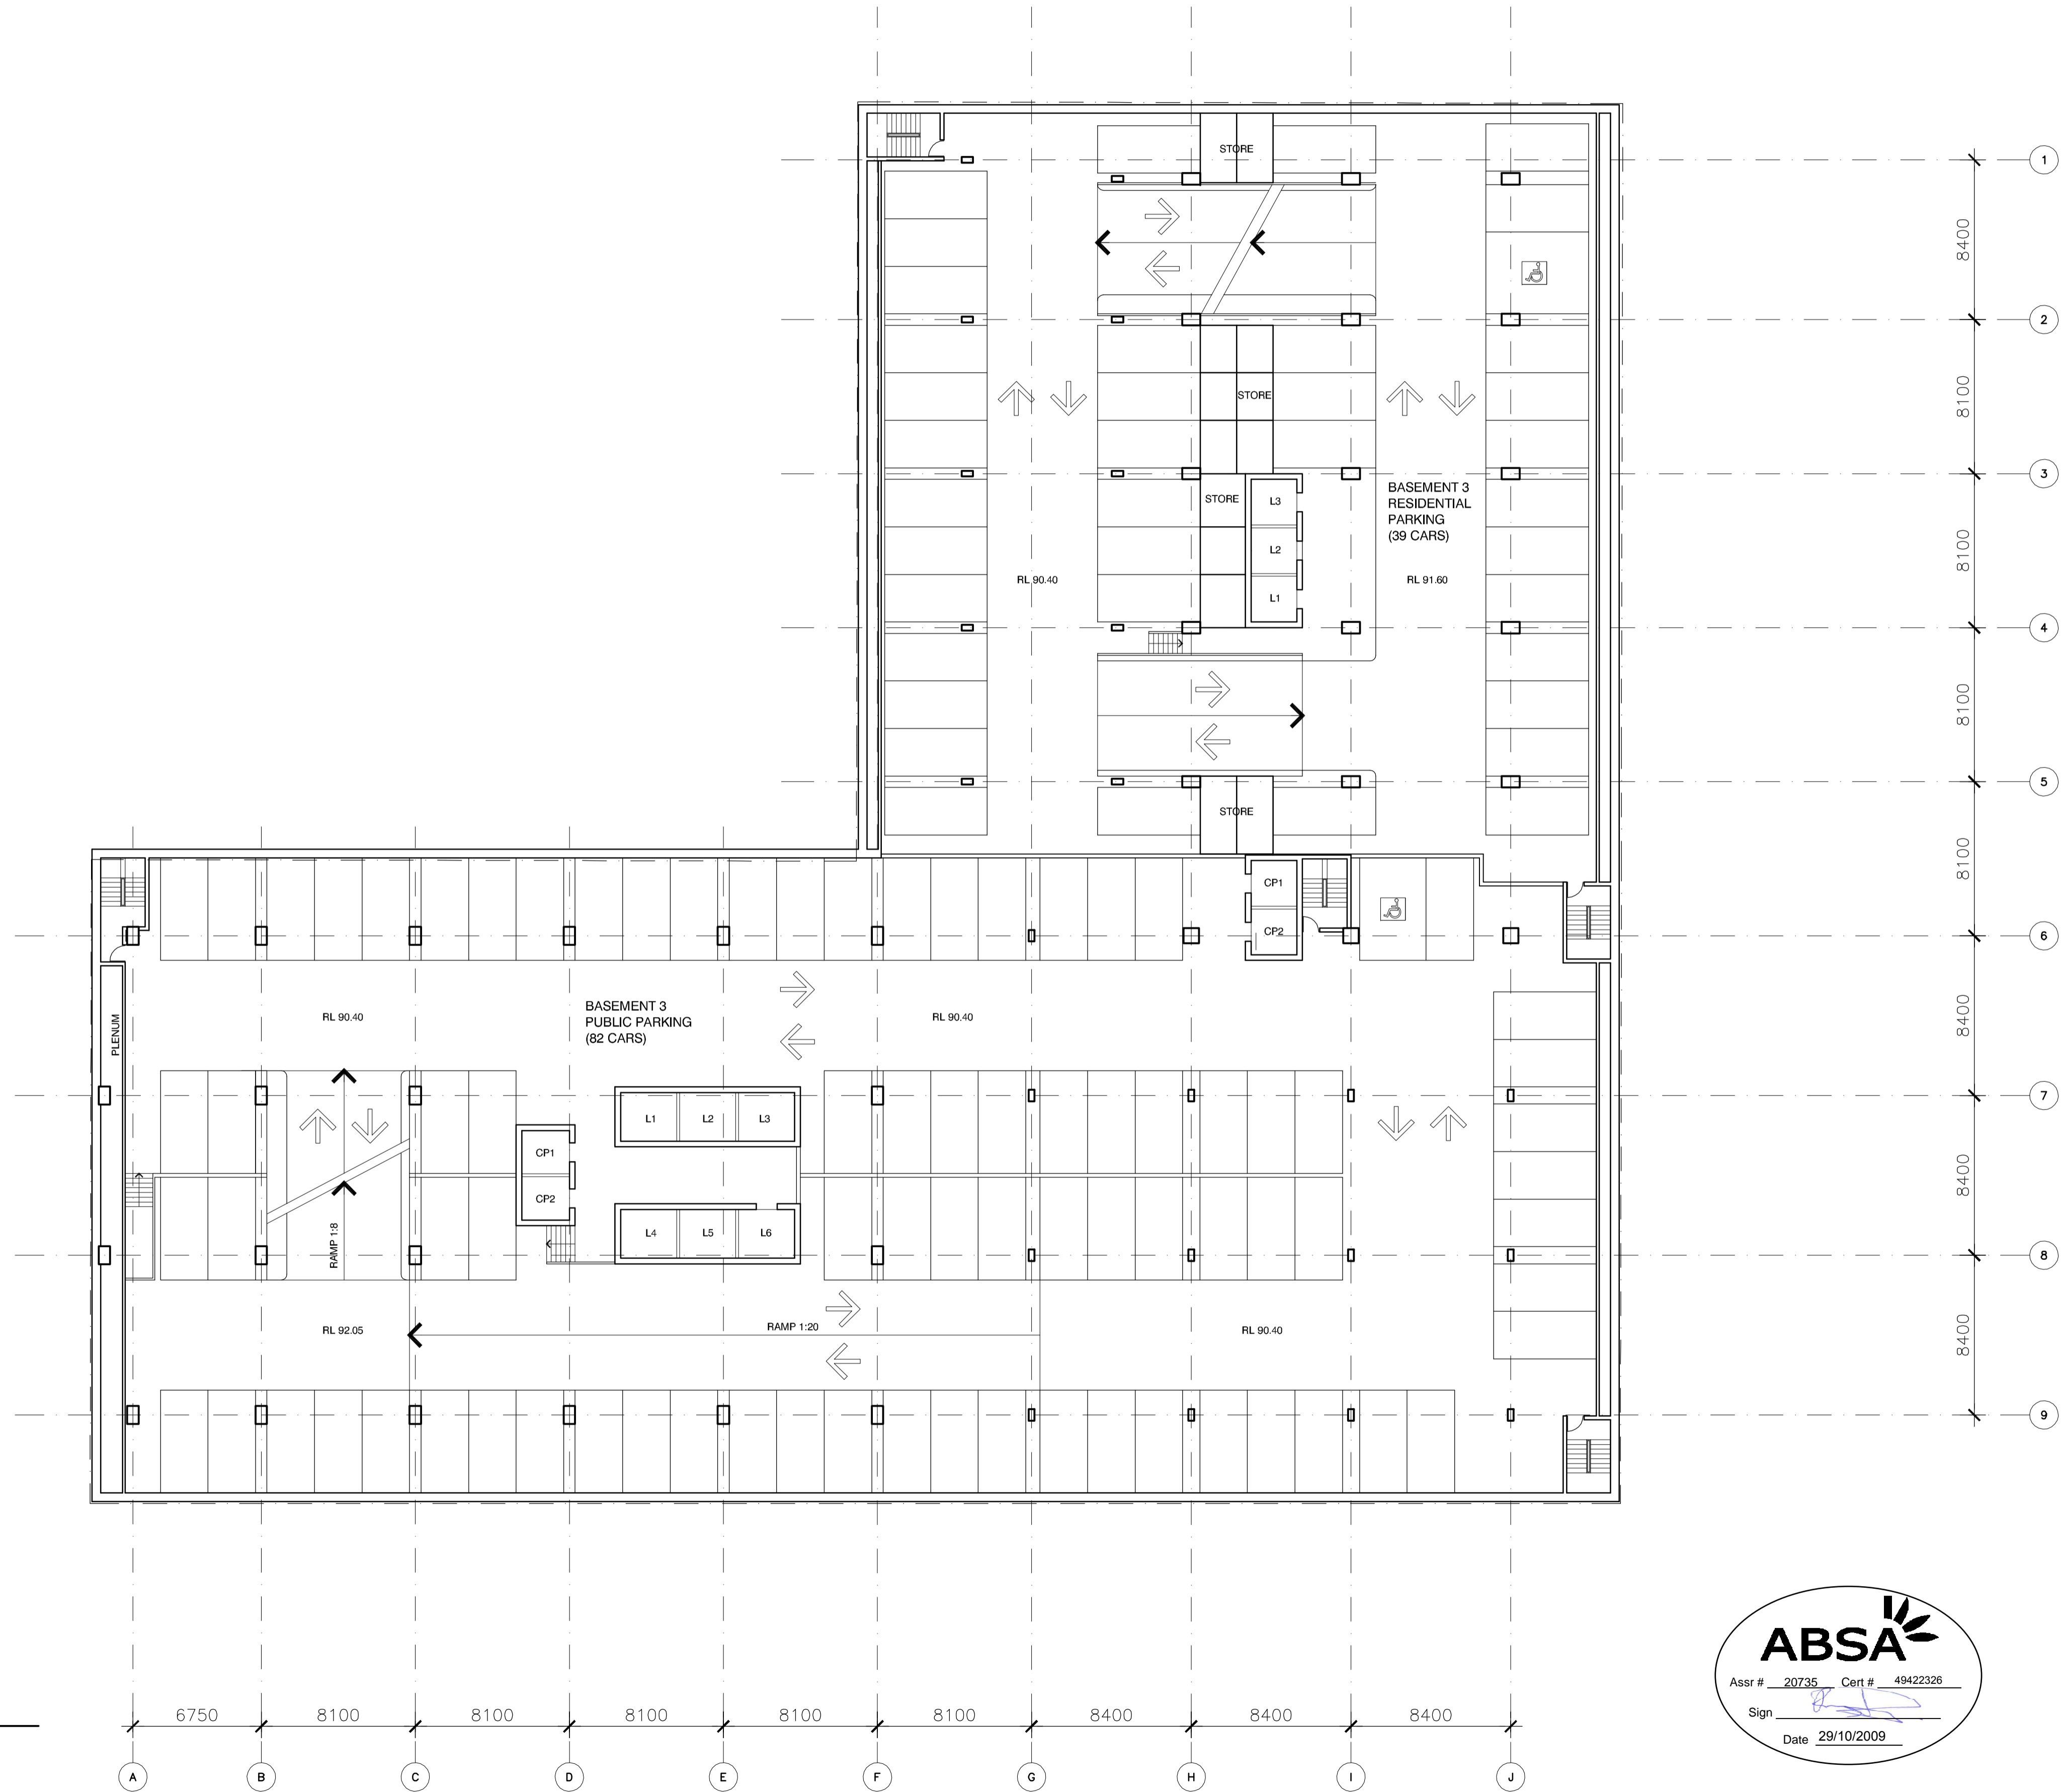 STORE
1
8400
2
STORE
8100
3
STORE
L3
L2
L1
BASEMENT 3
RESIDENTIAL
PARKING
(39 CARS)
RL 90.40
RL 91.60
8100
4
8100
5
STORE
8100
CP1
CP2
6
PLENUM
RL 90.40
BASEMENT 3
PUBLIC PARKING
(82 CARS)
RL 90.40
8400
7
L1
L2
L3
CP1
CP2
8400
RAMP 1:8
L4
L5
L6
8
RL 92.05
RAMP 1:20
RL 90.40
8400
9
6750
8100
8100
8100
8100
8100
8400
8400
8400
A
B
C
D
E
F
G
H
I
J
ABSA
Assr # 20735 Cert # 49422326
Sign
Date 29/10/2009